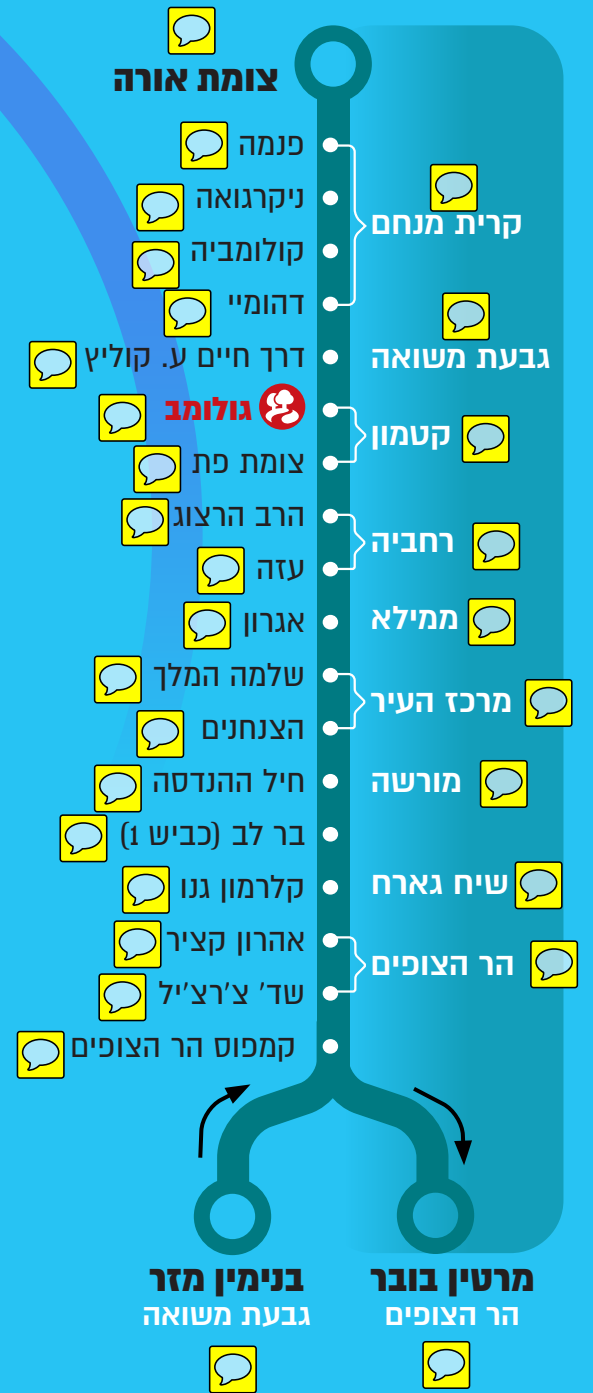 צומת אורה
פנמה
ניקרגואה
קולומביה
דהומיי
קרית מנחם
דרך חיים ע. קוליץ
גבעת משואה
גולומב
צומת פת
קטמון
הרב הרצוג
עזה
רחביה
אגרון
ממילא
שלמה המלך
הצנחנים
מרכז העיר
חיל ההנדסה
מורשה
בר לב (כביש 1)
קלרמון גנו
שיח גארח
אהרון קציר
שד' צ'רצ'יל
הר הצופים
קמפוס הר הצופים
מרטין בובר
הר הצופים
בנימין מזר
גבעת משואה